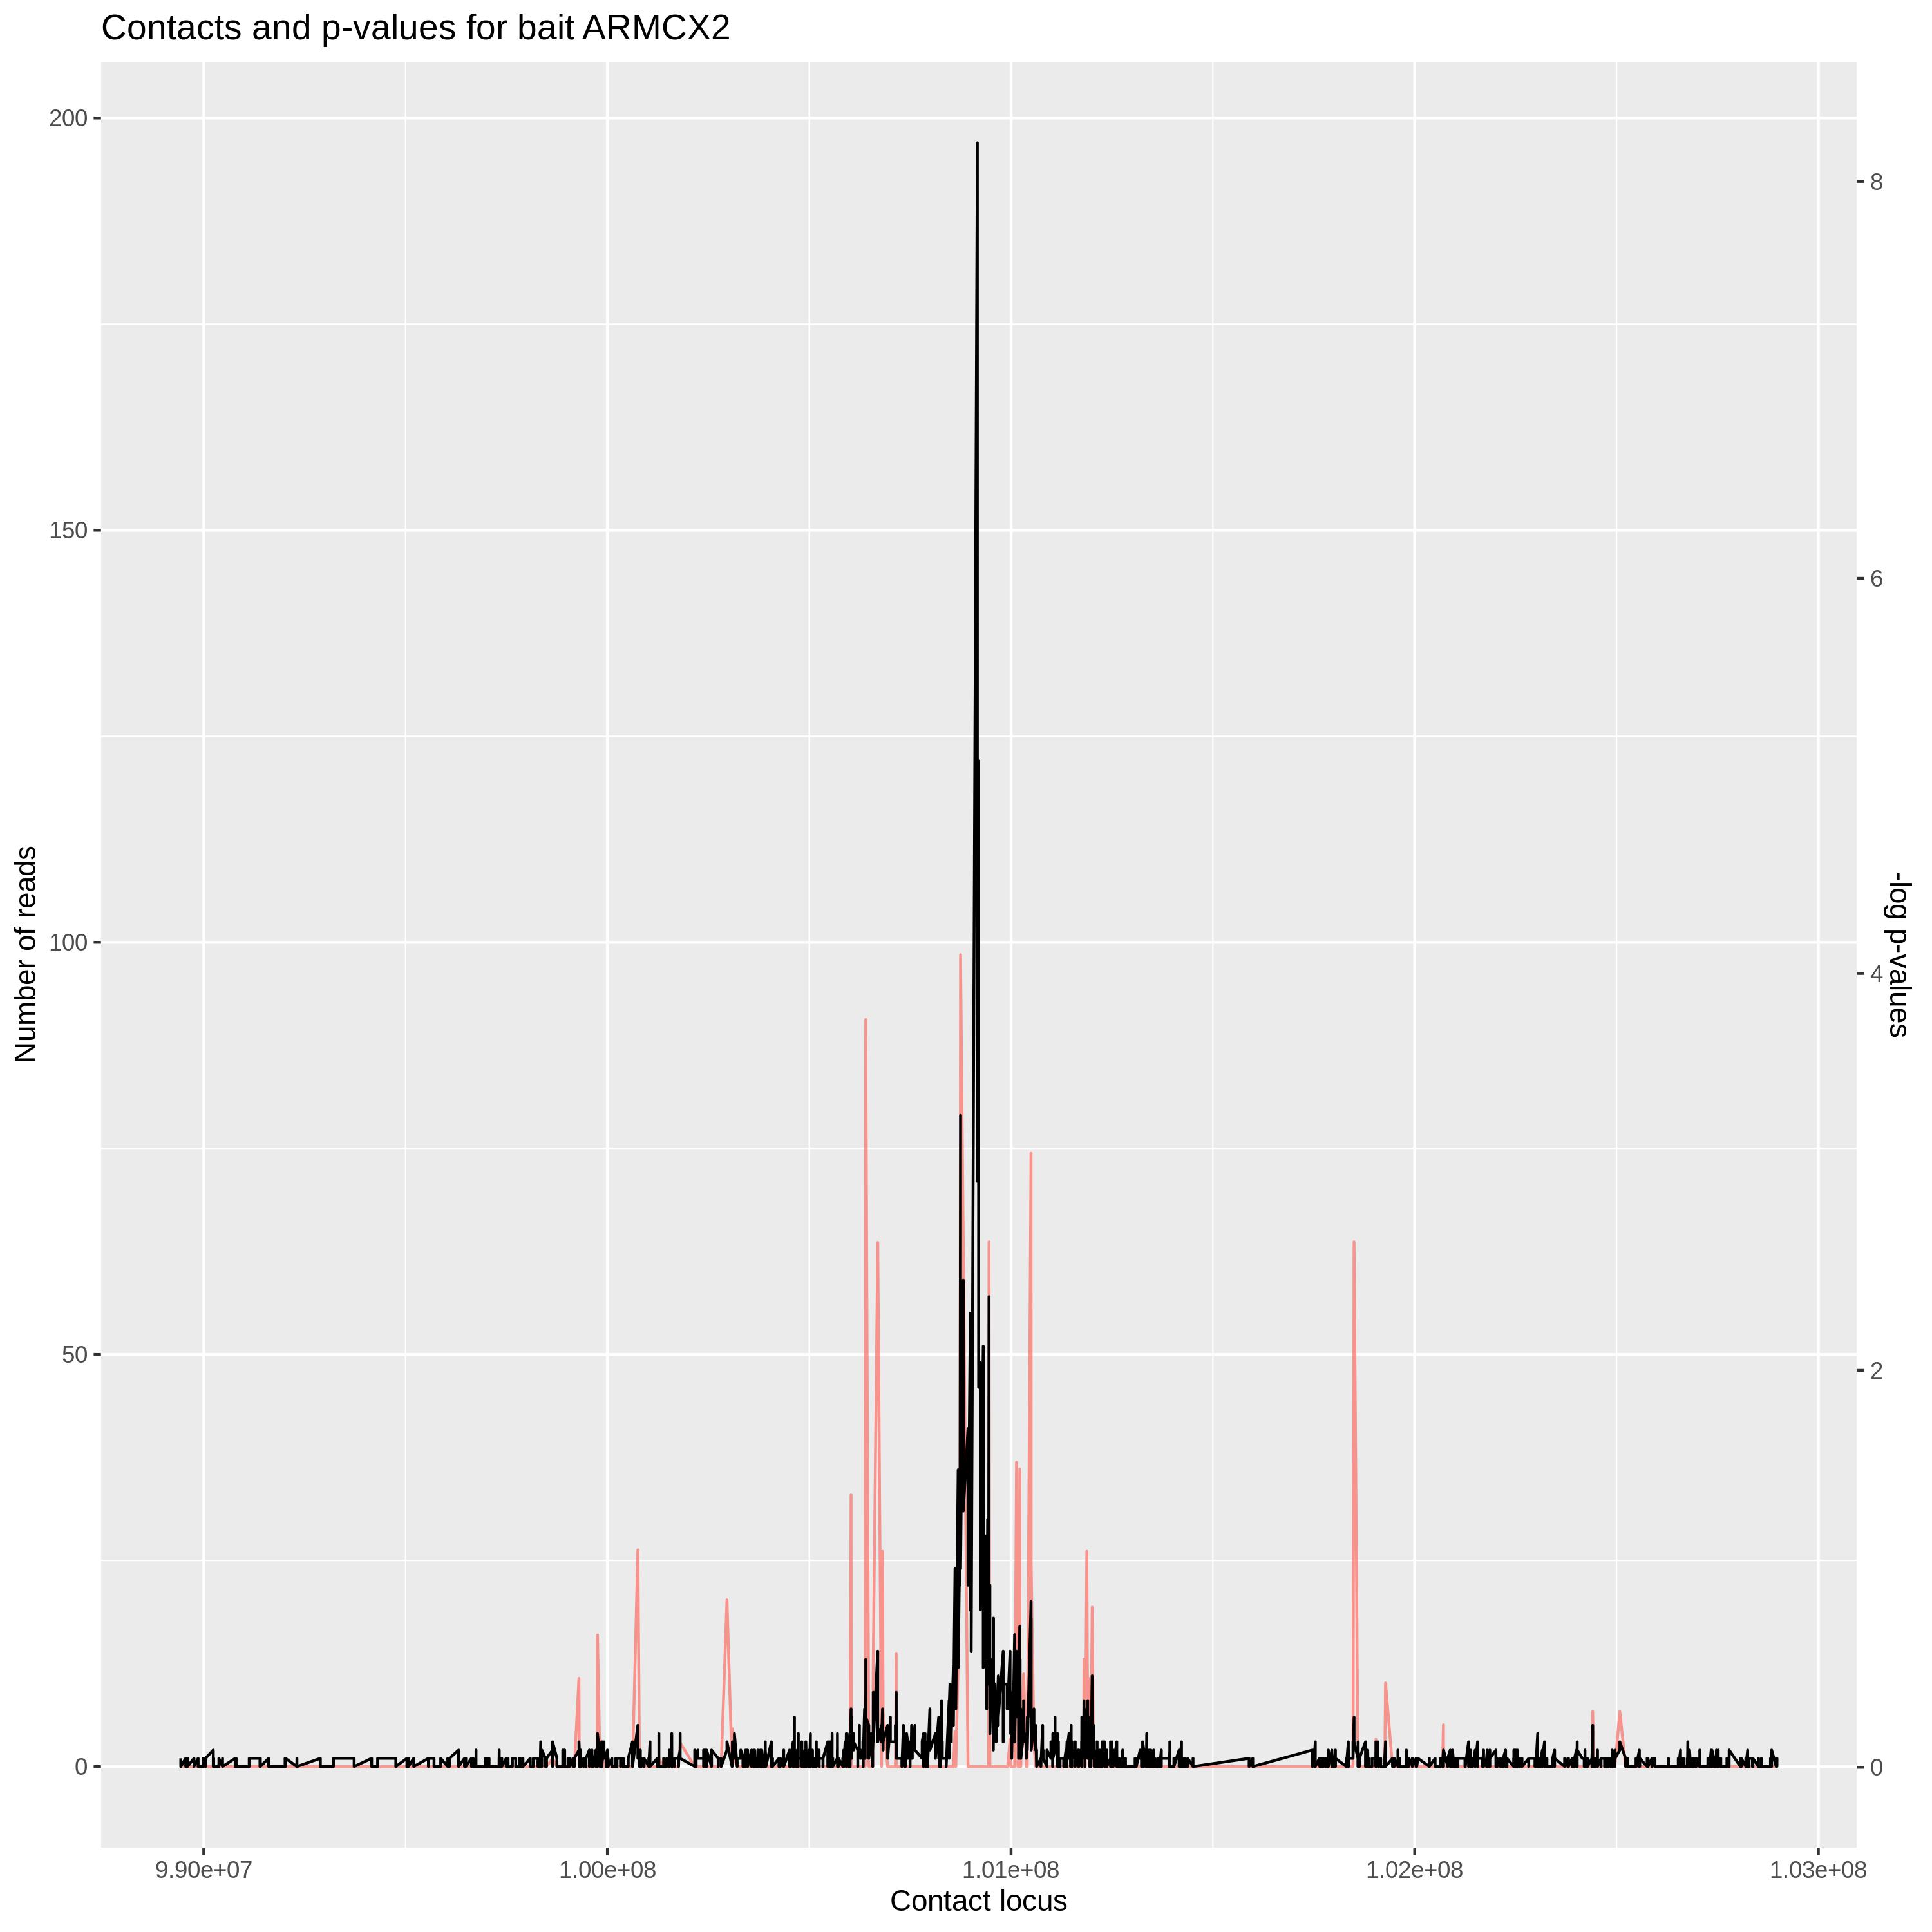 Contacts and p-values for bait ARMCX2
200
150
100
50
0
8
6
4
2
0
Number of reads
-log p-values
9.90e+07
1.00e+08
1.01e+08
1.02e+08
1.03e+08
Contact locus